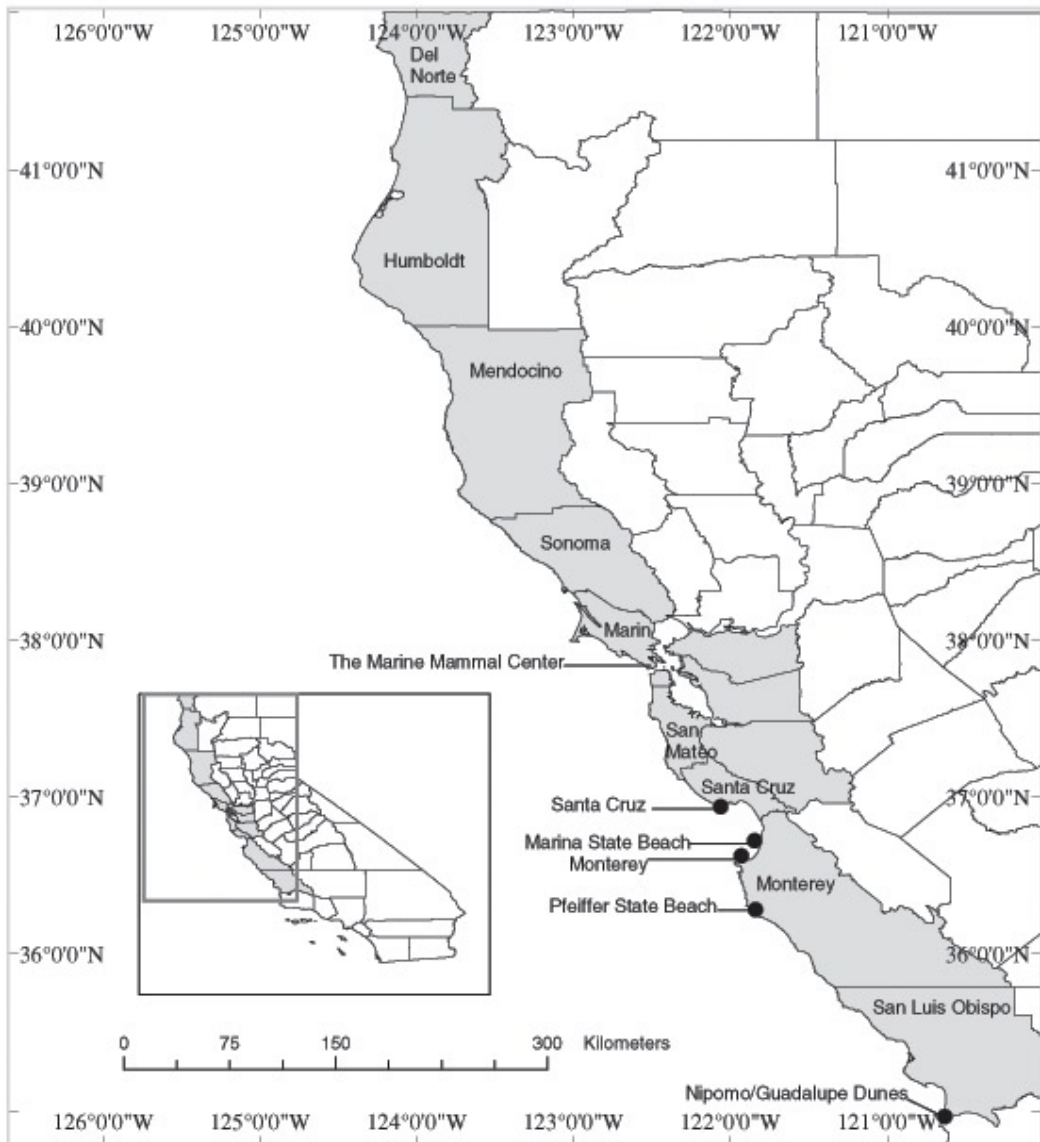 126°0'0"W 125°0'0"W 124°0'0"W 123°0'0"W 122°0'0"W 121°0'0"W
Del
Norte
41°0'0"N 41°0'0"N
Humboldt
40°0'0"N 40°0'0"N
Mendocino
39°0'0"N 39°0'0"N
Sonoma
Marin
38°0'0"N 38°0'0"N
The Marine Mammal Center
San
Mateo
Santa Cruz
37°0'0"N 37°0'0"N
Santa Cruz
Marina State Beach
Monterey
Monterey
Pfeiffer State Beach
36°0'0"N 36°0'0"N
San Luis Obispo
0 75 150 300 Kilometers
Nipomo/Guadalupe Dunes
126°0'0"W 125°0'0"W 124°0'0"W 123°0'0"W 122°0'0"W 121°0'0"W